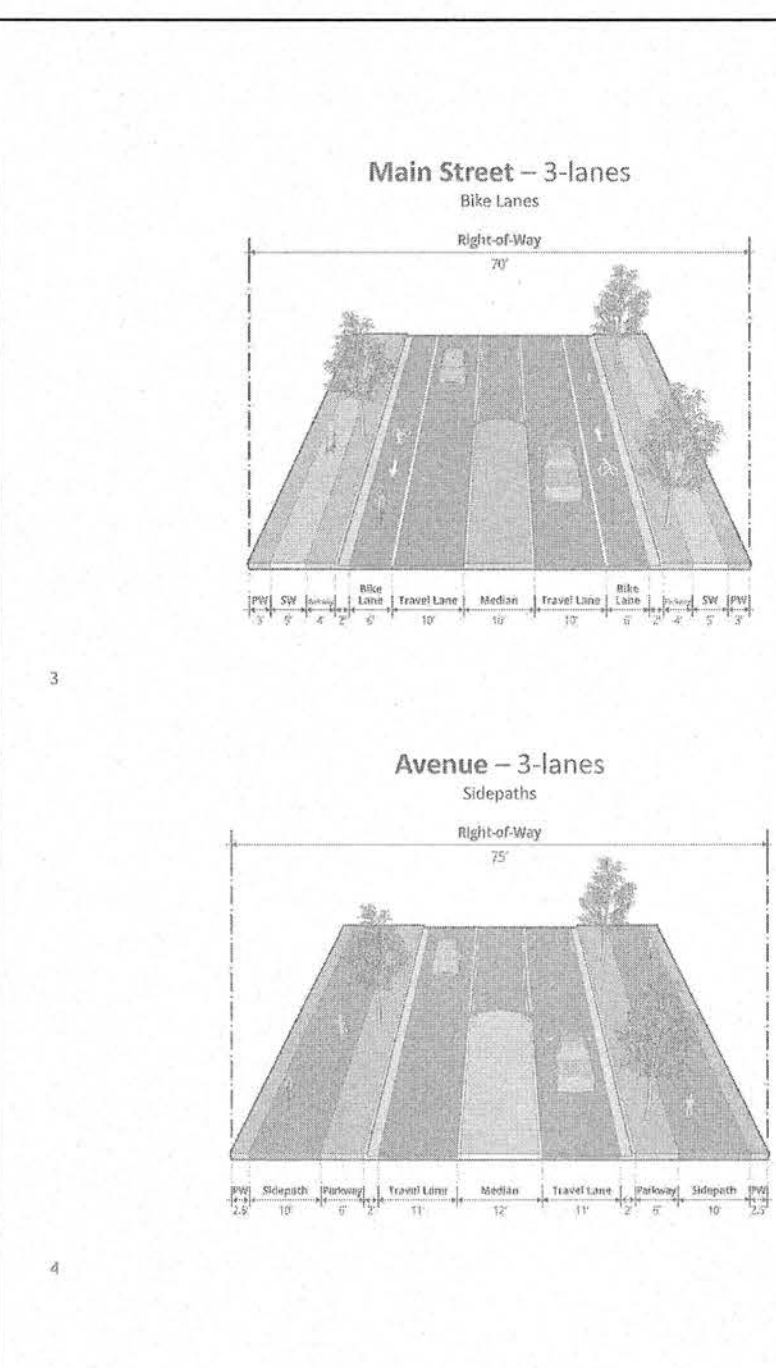 Main Street – 3-lanes
Bike Lanes
Right-of-Way
70'
PW SW Parkway Bike Lane Travel Lane Median Travel Lane Bike Lane Parkway SW PW
3' 5' 4' 2' 6' 10' 10' 10' 6' 2' 4' 5' 3'
3
Avenue – 3-lanes
Sidepaths
Right-of-Way
75'
PW Sidepath Parkway Travel Lane Median Travel Lane Parkway Sidepath PW
2.5' 10' 6' 2' 11' 12' 11' 2' 6' 10' 2.5'
4